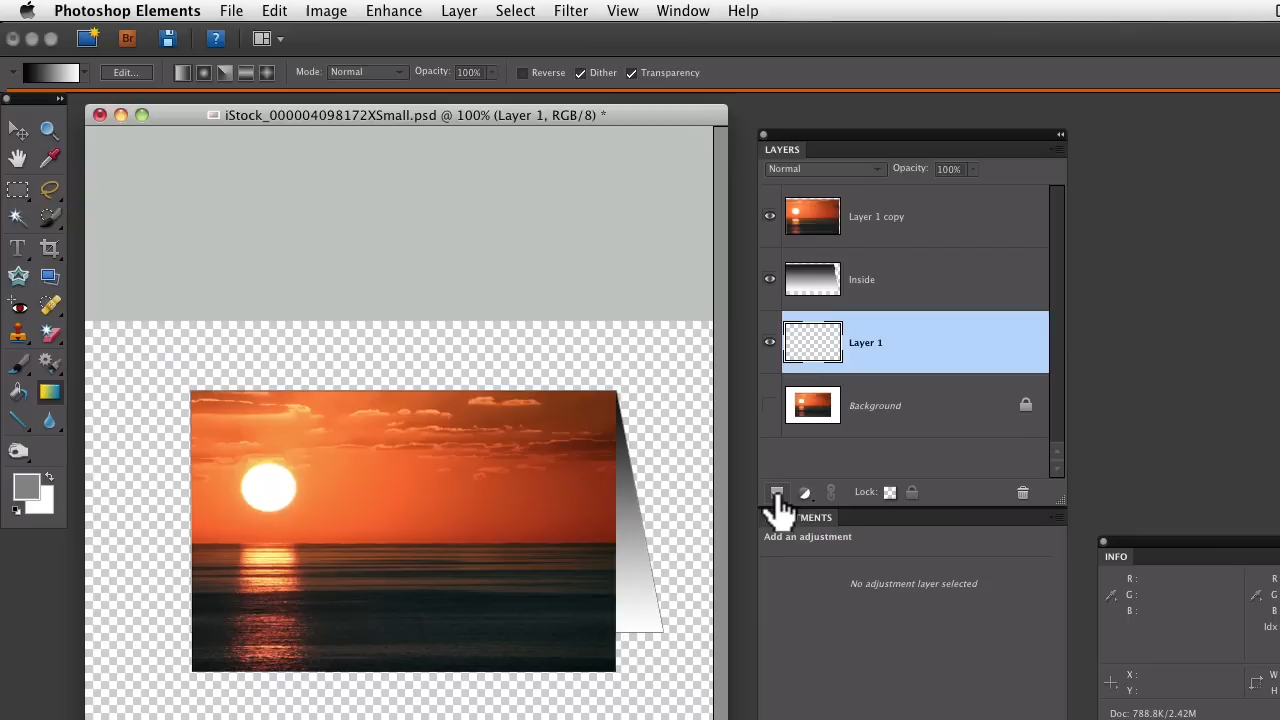 Photoshop Elements File Edit Image Enhance Layer Select Filter View Window Help
Br ?
Edit... Mode: Normal Opacity: 100% Reverse Dither Transparency
iStock_000004098172XSmall.psd @ 100% (Layer 1, RGB/8) *
LAYERS
Normal Opacity: 100%
Layer 1 copy
Inside
Layer 1
Background
Lock:
MENTS
Add an adjustment
No adjustment layer selected
INFO
R : R
G : G
B : B
Idx
X : W
Y : H
Doc: 788.8K/2.42M
T